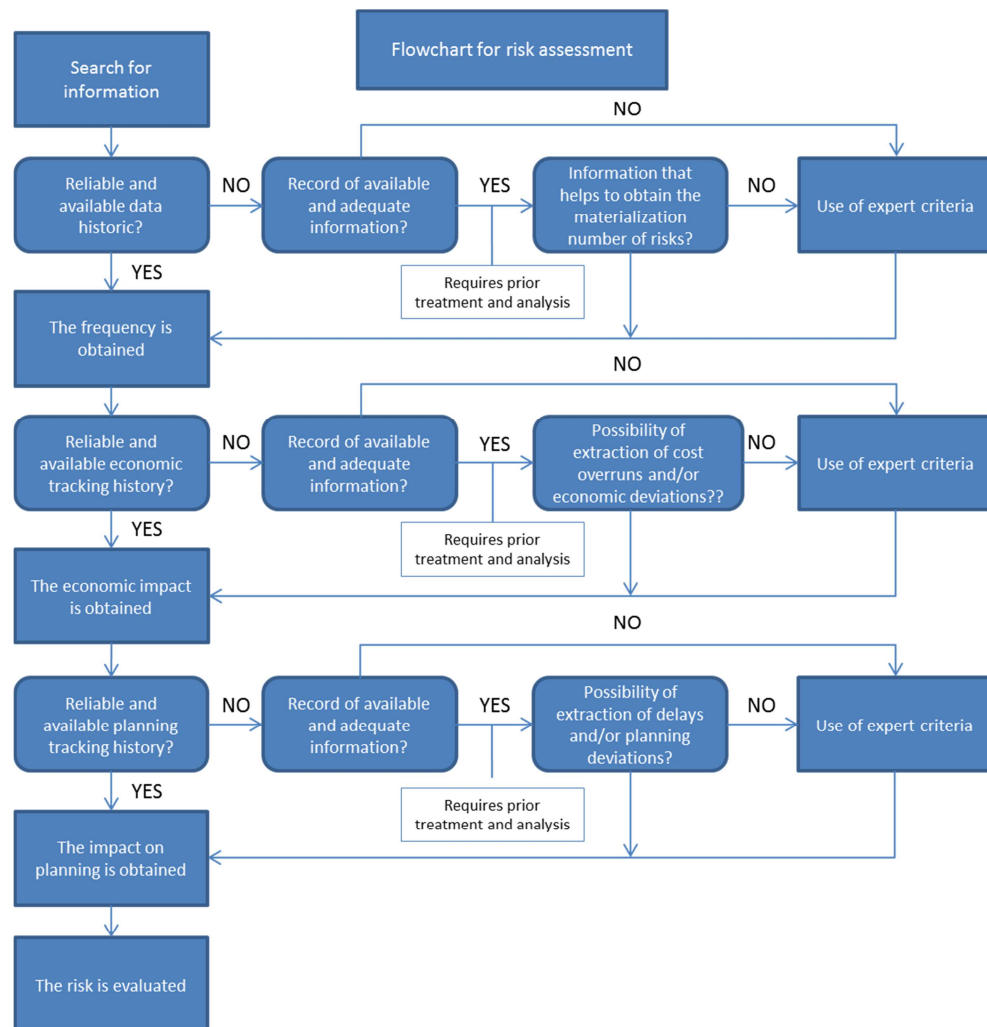 Flowchart for risk assessment
Search for
information
NO
Reliable and
available data
historic?
NO
Record of available
and adequate
information?
YES
Information that
helps to obtain the
materialization
number of risks?
NO
Use of expert criteria
Requires prior
treatment and analysis
YES
The frequency is
obtained
NO
Reliable and
available economic
tracking history?
NO
Record of available
and adequate
information?
YES
Possibility of
extraction of cost
overruns and/or
economic deviations??
NO
Use of expert criteria
Requires prior
treatment and analysis
YES
The economic impact
is obtained
NO
Reliable and
available planning
tracking history?
NO
Record of available
and adequate
information?
YES
Possibility of
extraction of delays
and/or planning
deviations?
NO
Use of expert criteria
Requires prior
treatment and analysis
YES
The impact on
planning is obtained
The risk is evaluated